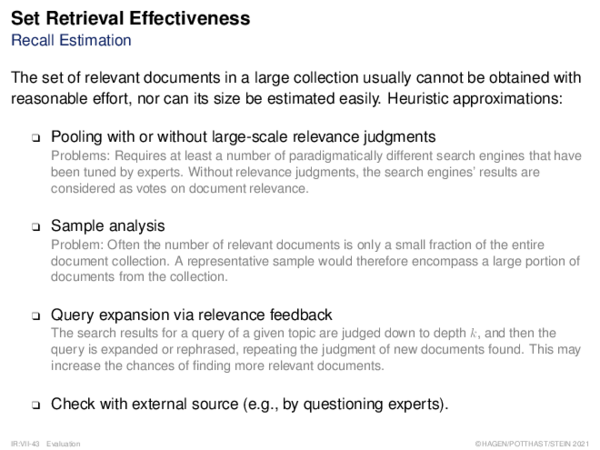 Set Retrieval Effectiveness
Recall Estimation
The set of relevant documents in a large collection usually cannot be obtained with
reasonable effort, nor can its size be estimated easily. Heuristic approximations:
❑ Pooling with or without large-scale relevance judgments
Problems: Requires at least a number of paradigmatically different search engines that have
been tuned by experts. Without relevance judgments, the search engines' results are
considered as votes on document relevance.
❑ Sample analysis
Problem: Often the number of relevant documents is only a small fraction of the entire
document collection. A representative sample would therefore encompass a large portion of
documents from the collection.
❑ Query expansion via relevance feedback
The search results for a query of a given topic are judged down to depth k, and then the
query is expanded or rephrased, repeating the judgment of new documents found. This may
increase the chances of finding more relevant documents.
❑ Check with external source (e.g., by questioning experts).
IR:VII-43 Evaluation ©HAGEN/POTTHAST/STEIN 2021